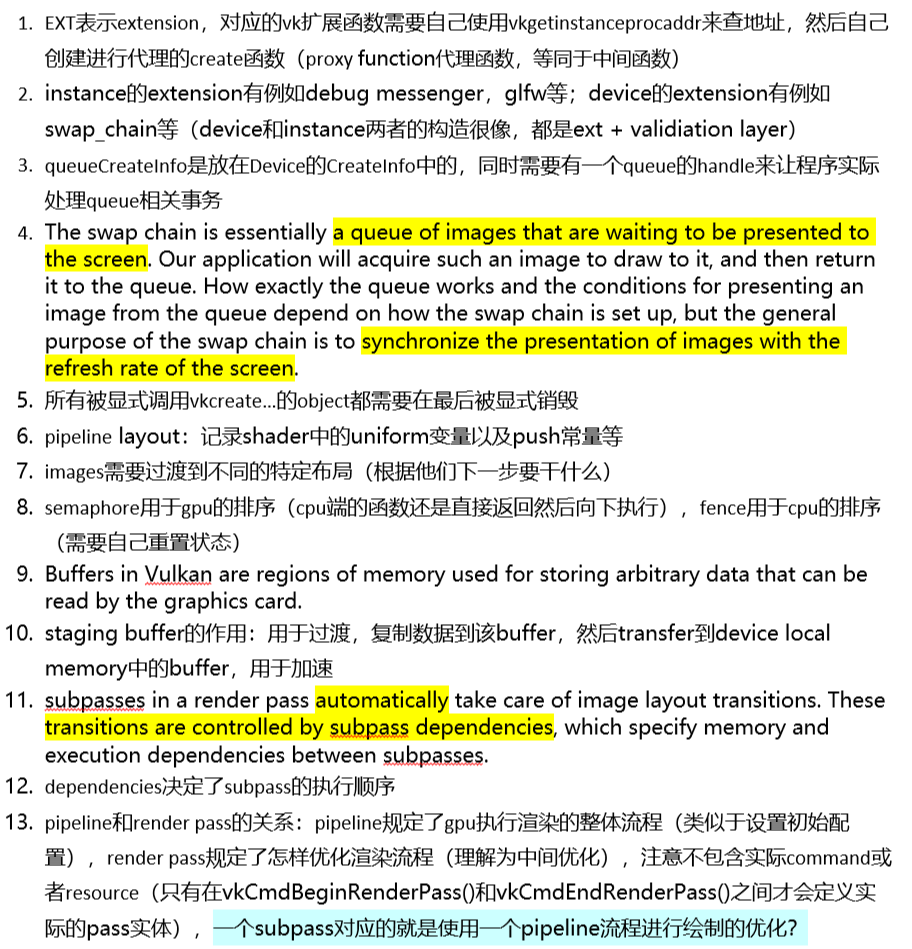 1. EXT表示extension，对应的vk扩展函数需要自己使用vkgetinstanceprocaddr来查地址，然后自己
创建进行代理的create函数（proxy function代理函数，等同于中间函数）
2. instance的extension有例如debug messenger，glfw等；device的extension有例如
swap_chain等（device和instance两者的构造很像，都是ext + validiation layer）
3. queueCreateInfo是放在Device的CreateInfo中的，同时需要有一个queue的handle来让程序实际
处理queue相关事务
4. The swap chain is essentially a queue of images that are waiting to be presented to
the screen. Our application will acquire such an image to draw to it, and then return
it to the queue. How exactly the queue works and the conditions for presenting an
image from the queue depend on how the swap chain is set up, but the general
purpose of the swap chain is to synchronize the presentation of images with the
refresh rate of the screen.
5. 所有被显式调用vkcreate...的object都需要在最后被显式销毁
6. pipeline layout：记录shader中的uniform变量以及push常量等
7. images需要过渡到不同的特定布局（根据他们下一步要干什么）
8. semaphore用于gpu的排序（cpu端的函数还是直接返回然后向下执行），fence用于cpu的排序
（需要自己重置状态）
9. Buffers in Vulkan are regions of memory used for storing arbitrary data that can be
read by the graphics card.
10. staging buffer的作用：用于过渡，复制数据到该buffer，然后transfer到device local
memory中的buffer，用于加速
11. subpasses in a render pass automatically take care of image layout transitions. These
transitions are controlled by subpass dependencies, which specify memory and
execution dependencies between subpasses.
12. dependencies决定了subpass的执行顺序
13. pipeline和render pass的关系：pipeline规定了gpu执行渲染的整体流程（类似于设置初始配
置），render pass规定了怎样优化渲染流程（理解为中间优化），注意不包含实际command或
者resource（只有在vkCmdBeginRenderPass()和vkCmdEndRenderPass()之间才会定义实
际的pass实体），一个subpass对应的就是使用一个pipeline流程进行绘制的优化？